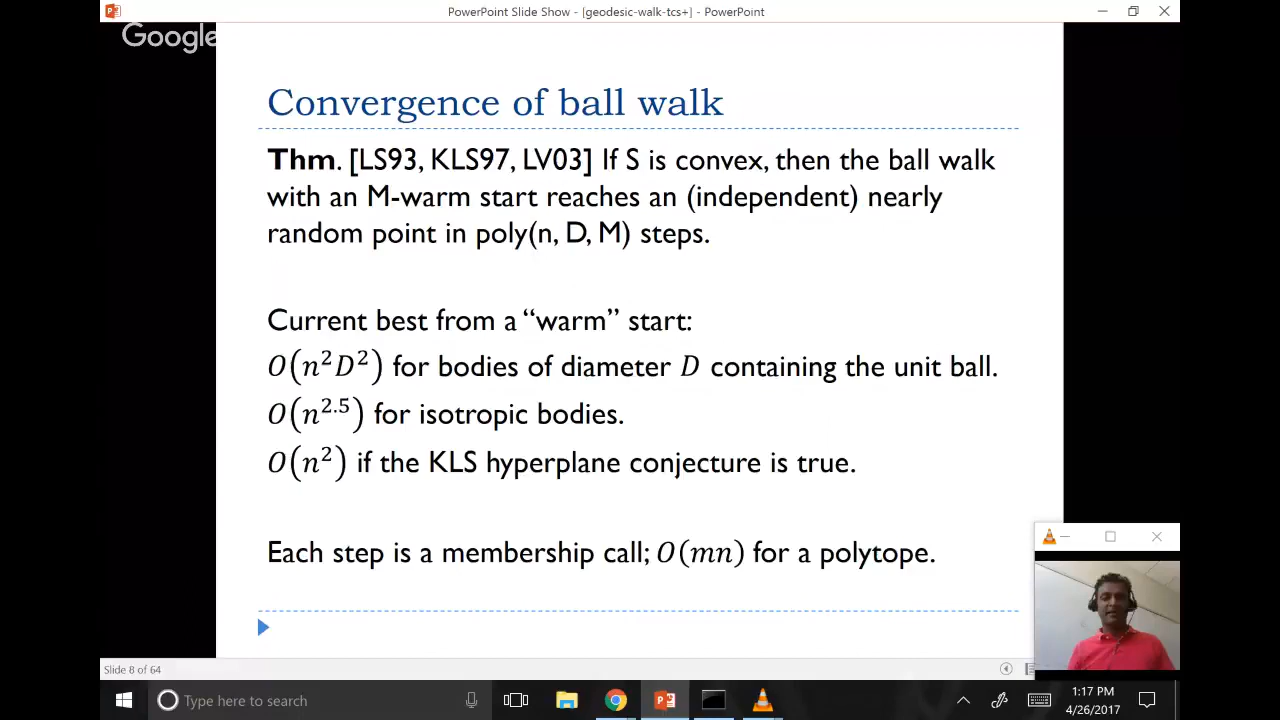 PowerPoint Slide Show - [geodesic-walk-tcs+] - PowerPoint
Google
Convergence of ball walk
Thm. [LS93, KLS97, LV03] If S is convex, then the ball walk
with an M-warm start reaches an (independent) nearly
random point in poly(n, D, M) steps.
Current best from a “warm” start:
𝑂(𝑛²𝐷²) for bodies of diameter 𝐷 containing the unit ball.
𝑂(𝑛²·⁵) for isotropic bodies.
𝑂(𝑛²) if the KLS hyperplane conjecture is true.
Each step is a membership call; 𝑂(𝑚𝑛) for a polytope.
Slide 8 of 64
Type here to search
1:17 PM
4/26/2017